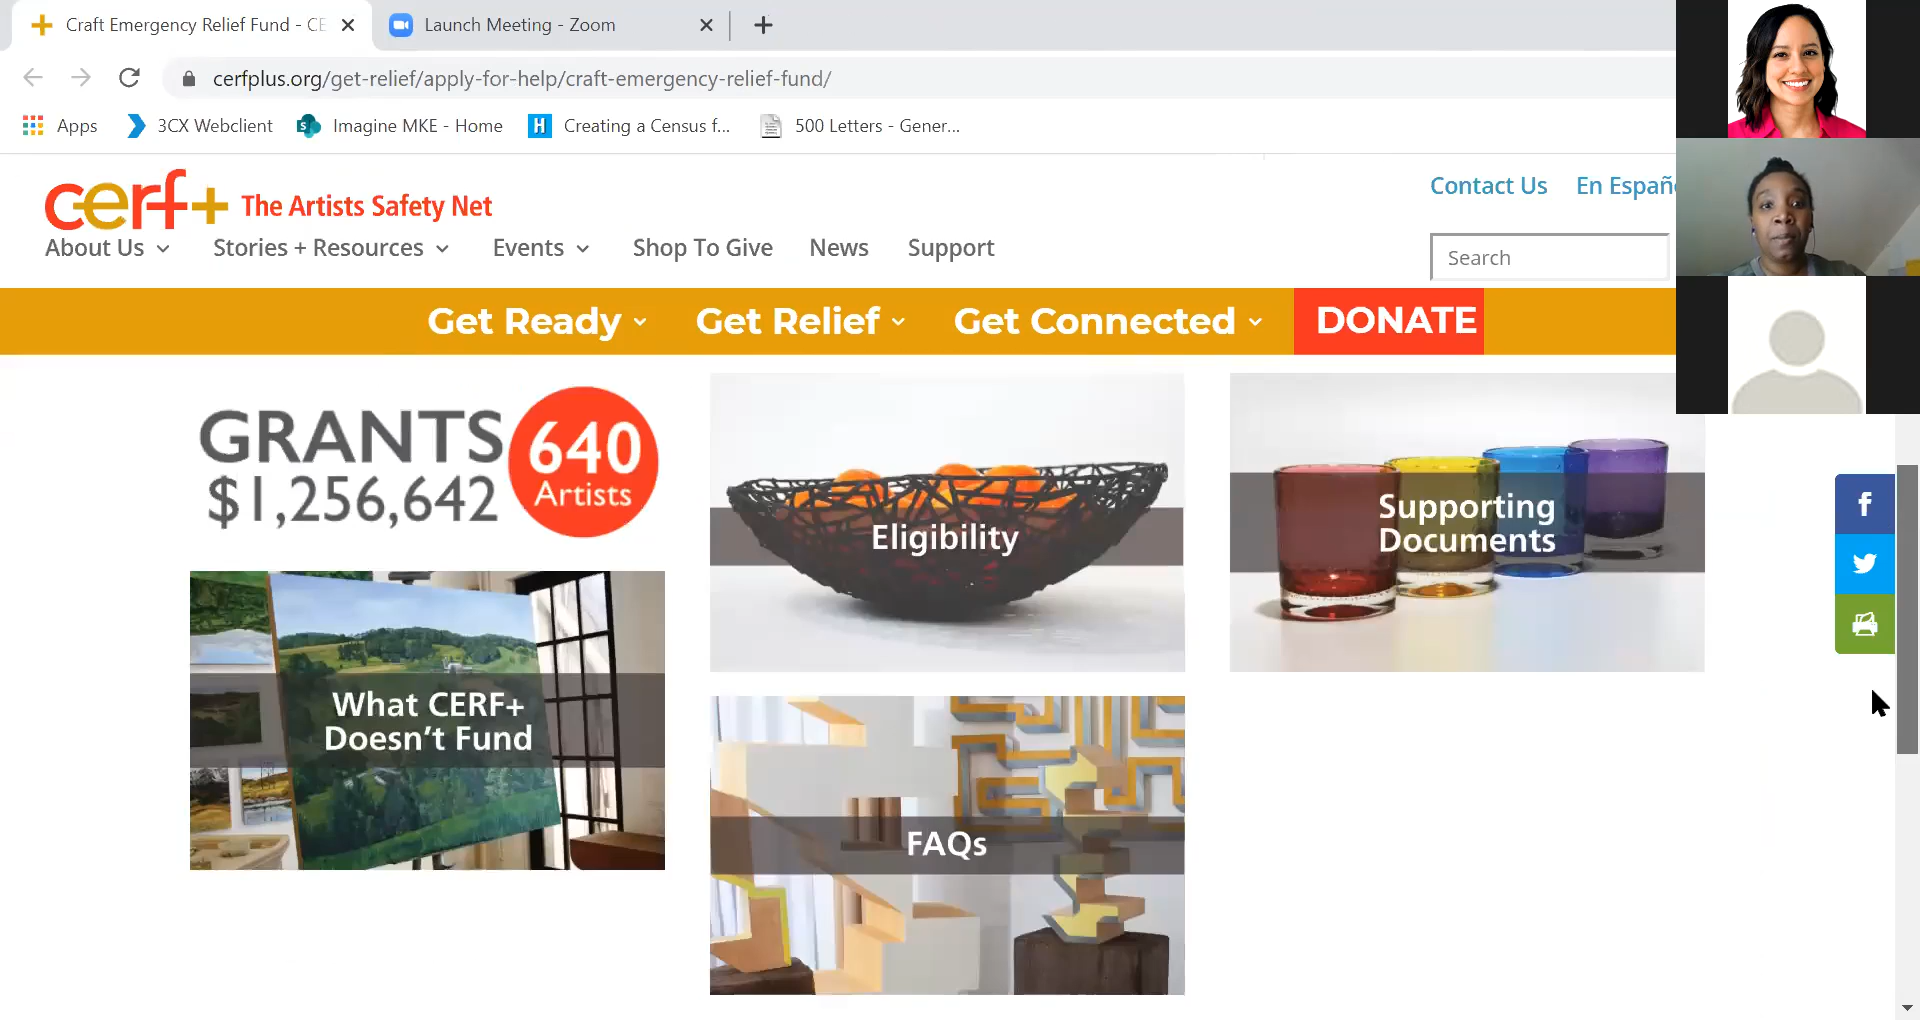 Craft Emergency Relief Fund - CE
Launch Meeting - Zoom
cerfplus.org/get-relief/apply-for-help/craft-emergency-relief-fund/
Apps
3CX Webclient
S
Imagine MKE - Home
H
Creating a Census f...
500 Letters - Gener...
cerf+ The Artists Safety Net
Contact Us
En Españ
About Us
Stories + Resources
Events
Shop To Give
News
Support
Search
Get Ready
Get Relief
Get Connected
DONATE
GRANTS
$1,256,642
640
Artists
Eligibility
Supporting
Documents
f
What CERF+
Doesn't Fund
FAQs